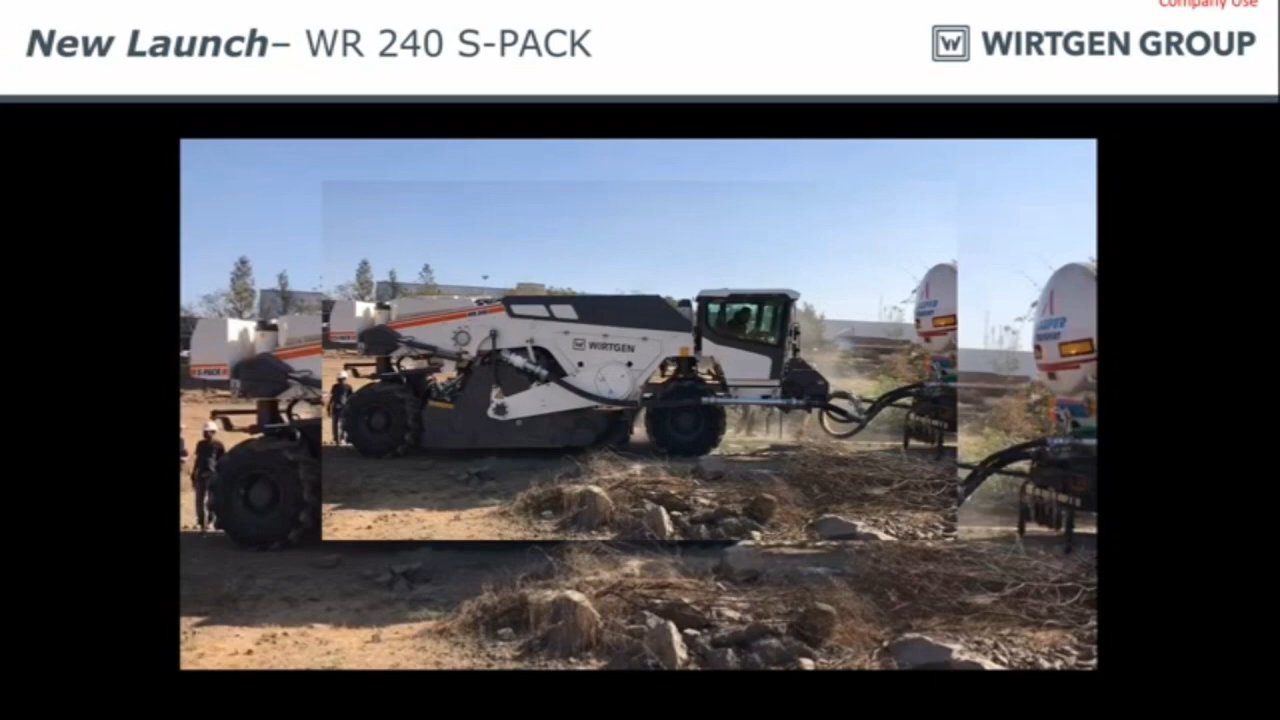 Company Use
New Launch– WR 240 S-PACK
W WIRTGEN GROUP
WIRTGEN
S-PACK